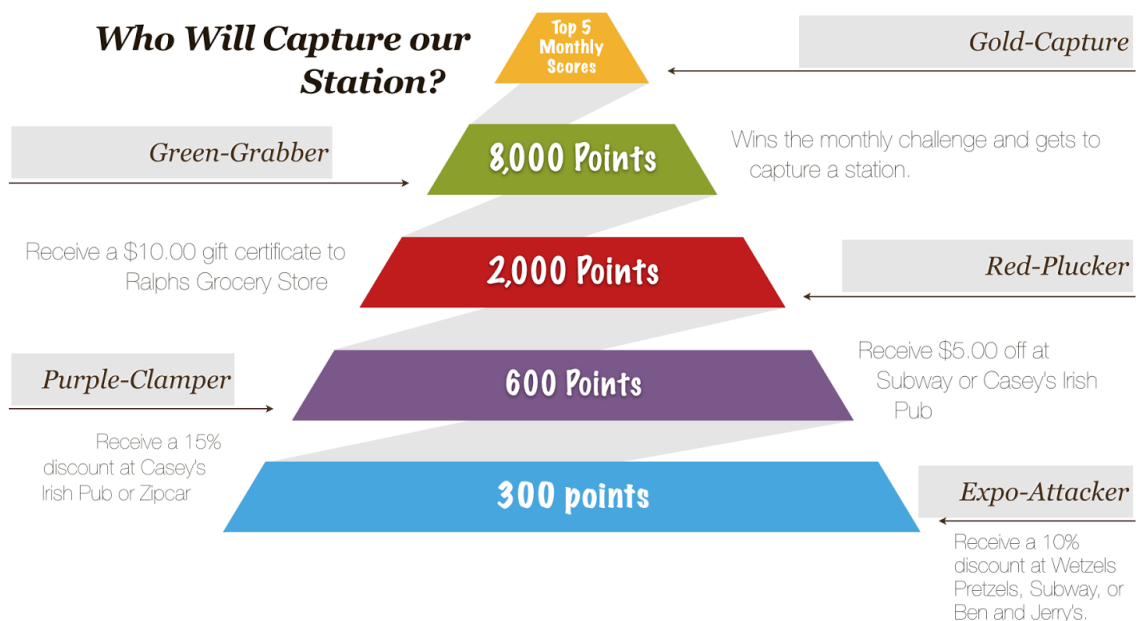 Who Will Capture our
Station?
Top 5
Monthly
Scores
Gold-Capture
Wins the monthly challenge and gets to
capture a station.
Green-Grabber
8,000 Points
Receive a $10.00 gift certificate to
Ralphs Grocery Store
2,000 Points
Red-Plucker
Receive $5.00 off at
Subway or Casey's Irish
Pub
Purple-Clamper
600 Points
Receive a 15%
discount at Casey's
Irish Pub or Zipcar
300 points
Expo-Attacker
Receive a 10%
discount at Wetzels
Pretzels, Subway, or
Ben and Jerry's.